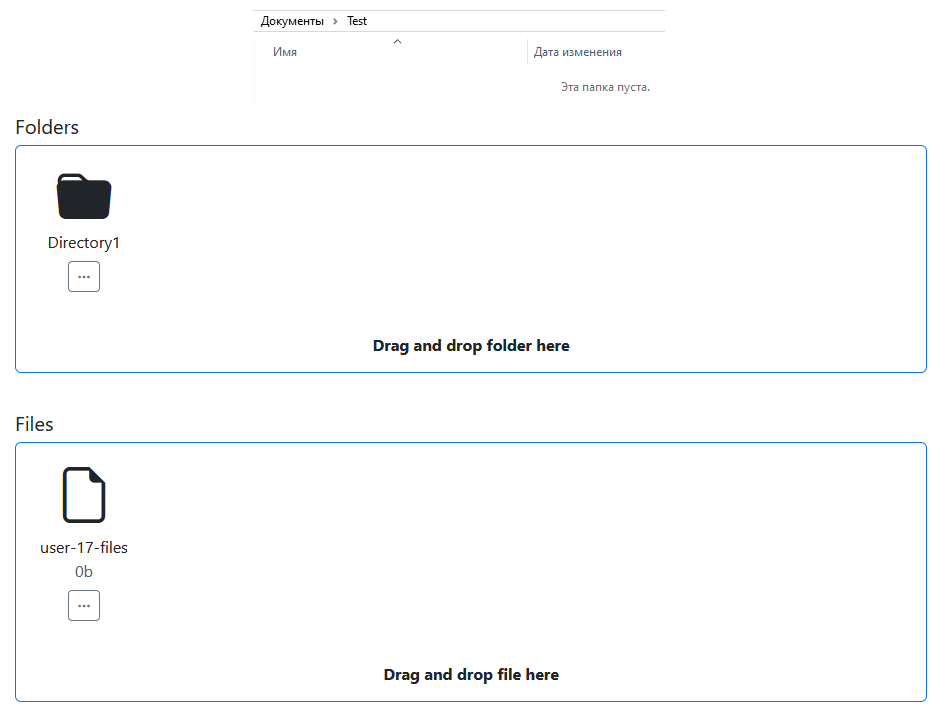 Документы > Test
Имя Дата изменения
Эта папка пуста.
Folders
Directory1
...
Drag and drop folder here
Files
user-17-files
0b
...
Drag and drop file here